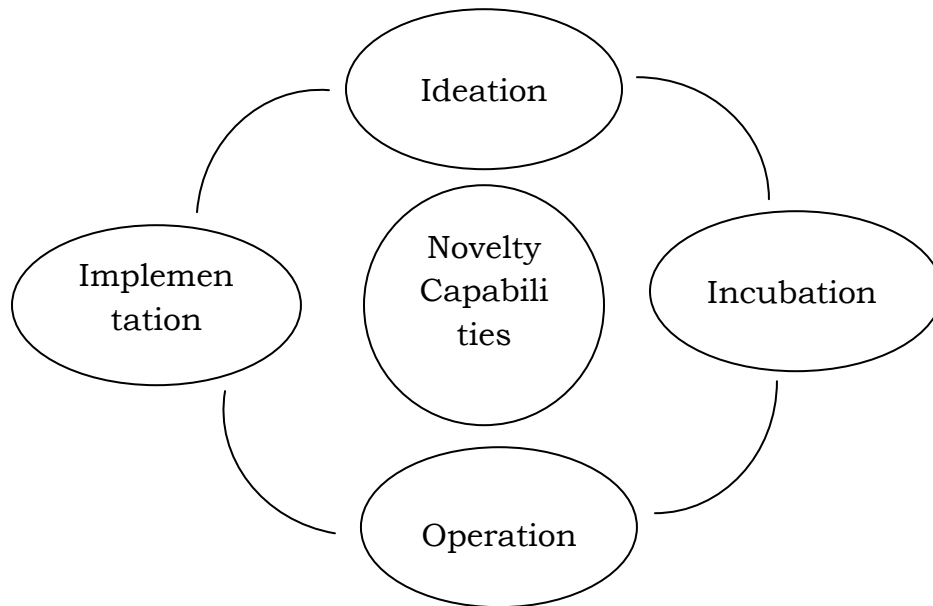 Ideation
Novelty
Capabili
ties
Implemen
tation
Incubation
Operation